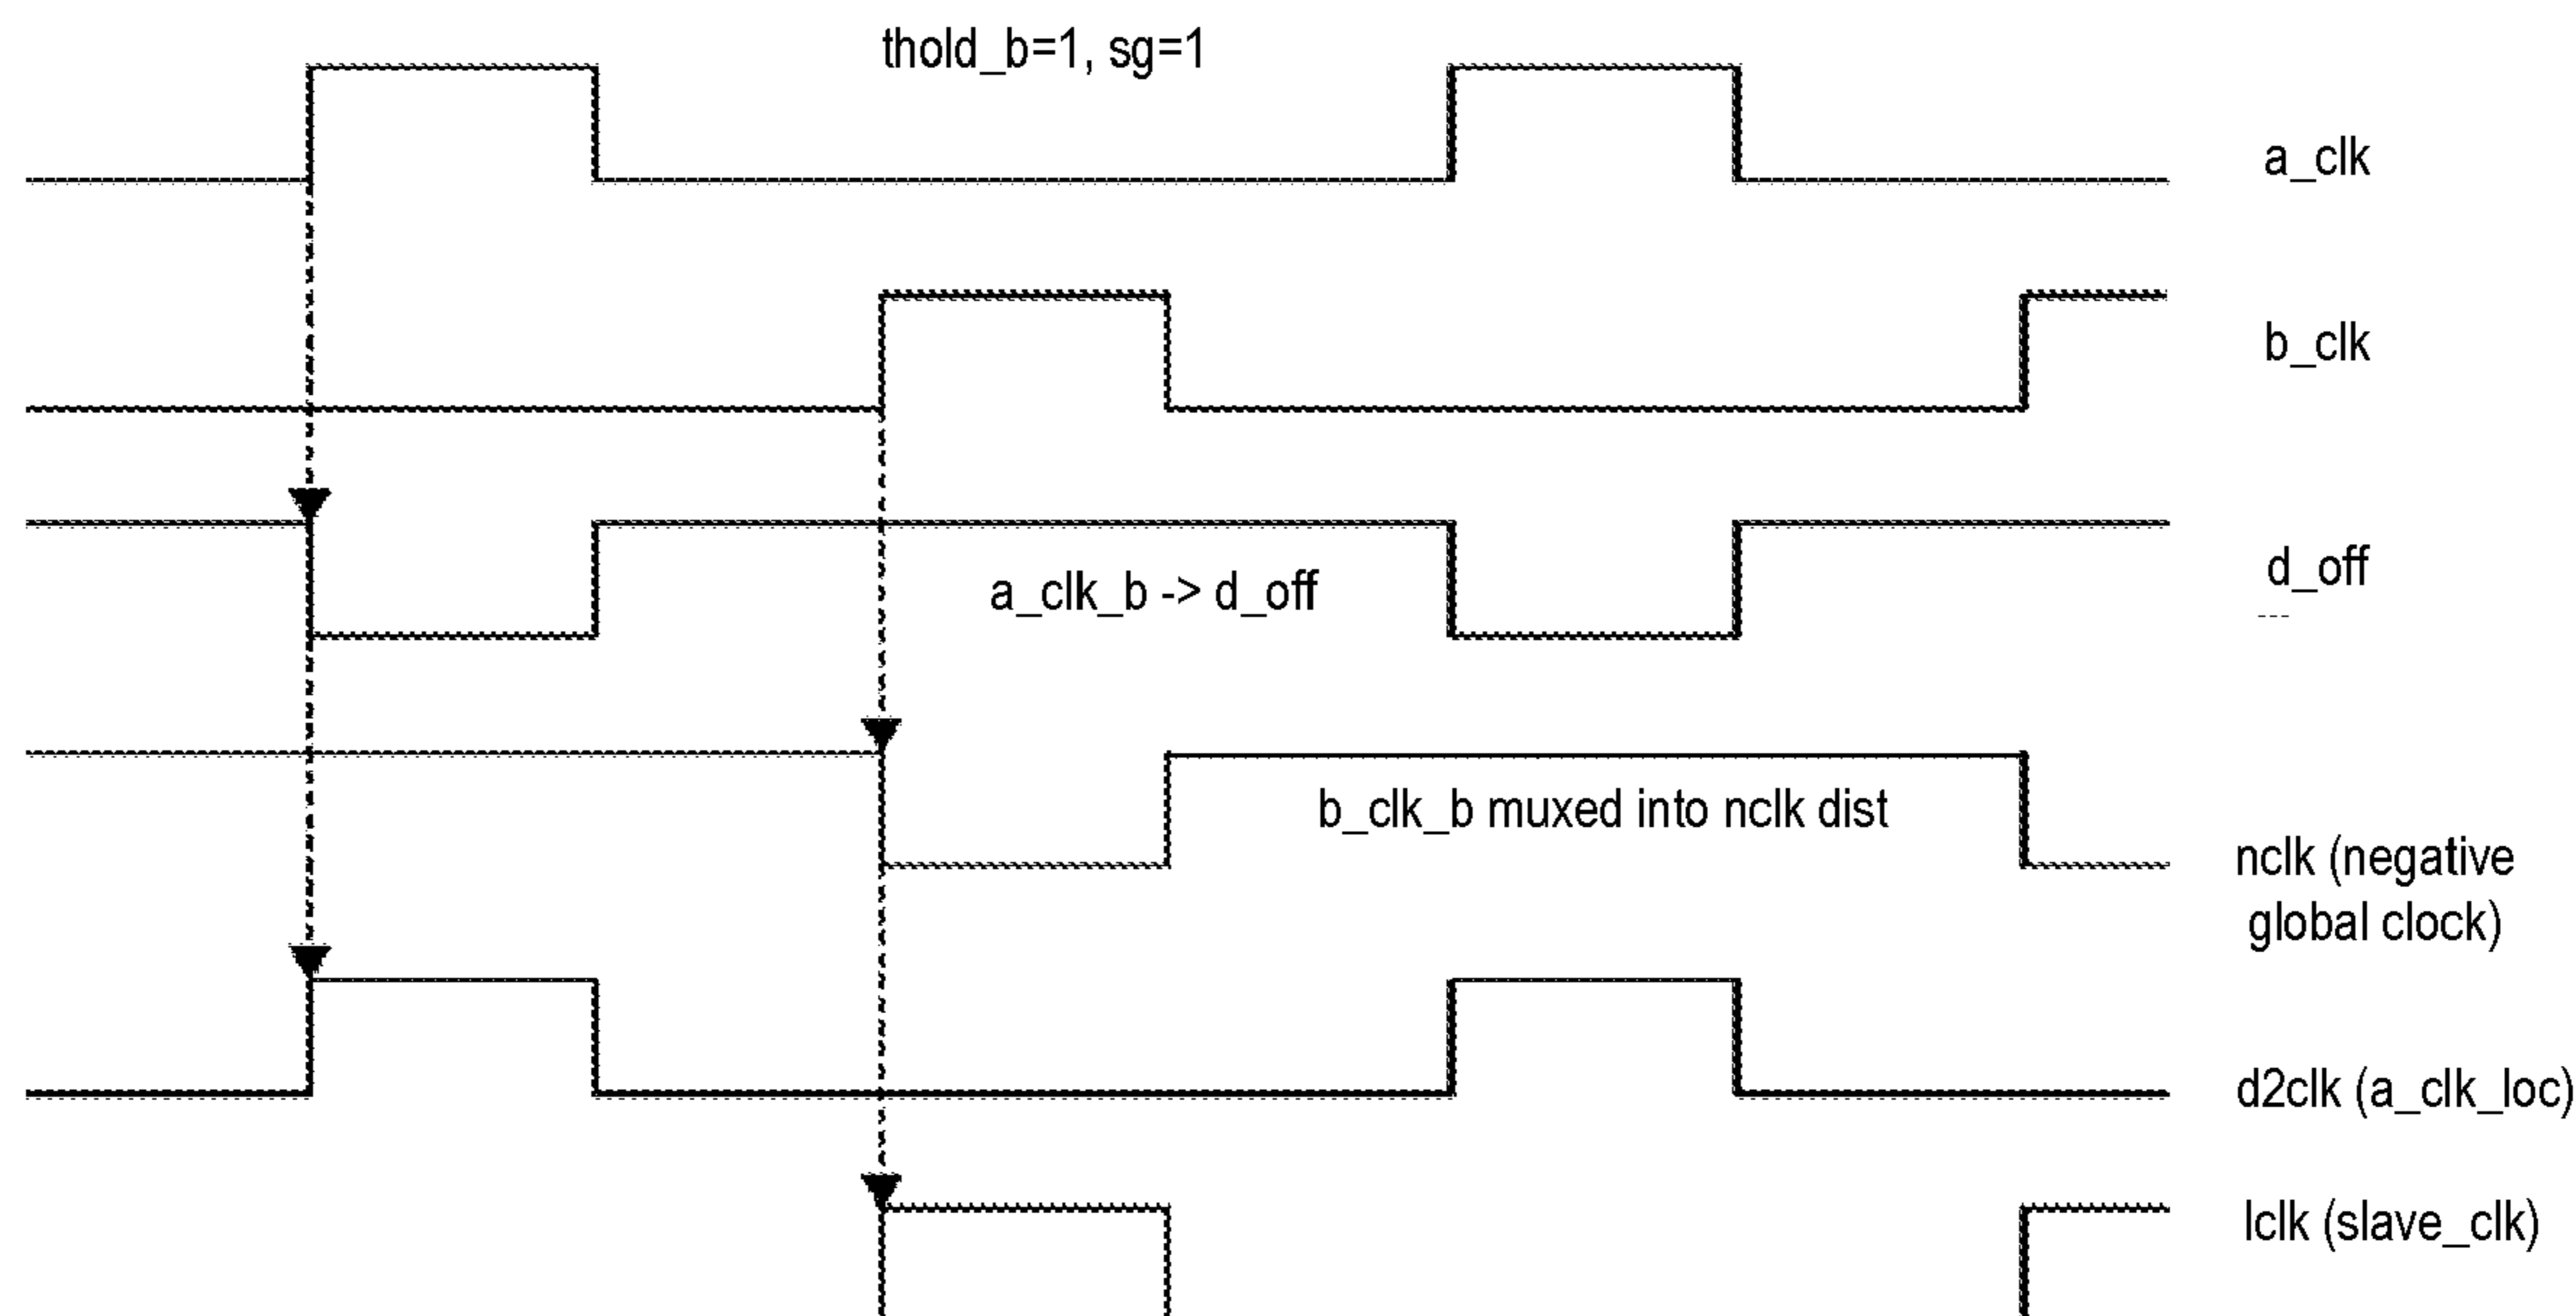 thold_b=1, sg=1
a_clk
b_clk
d_off
a_clk_b -> d_off
b_clk_b muxed into nclk dist
nclk (negative
global clock)
d2clk (a_clk_loc)
lclk (slave_clk)